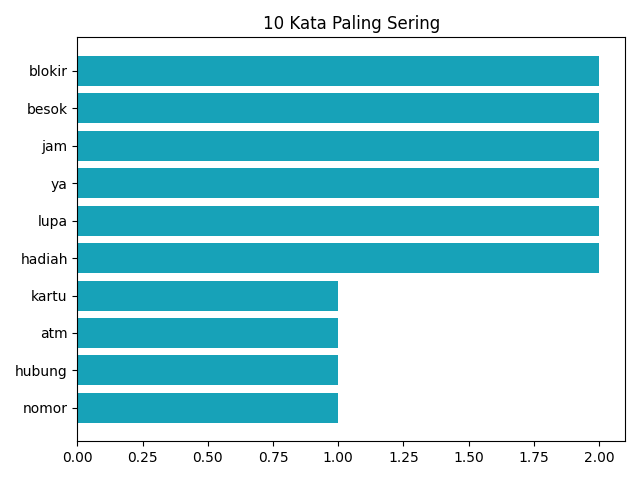 10 Kata Paling Sering
blokir
besok
jam
ya
lupa
hadiah
kartu
atm
hubung
nomor
0.00 0.25 0.50 0.75 1.00 1.25 1.50 1.75 2.00